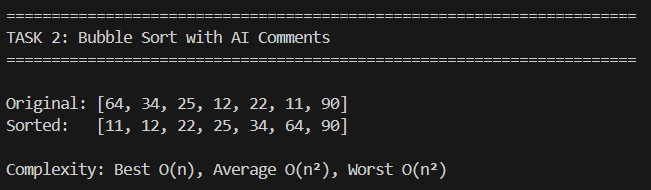 ======================================================================
TASK 2: Bubble Sort with AI Comments
======================================================================
Original: [64, 34, 25, 12, 22, 11, 90]
Sorted:   [11, 12, 22, 25, 34, 64, 90]
Complexity: Best O(n), Average O(n²), Worst O(n²)